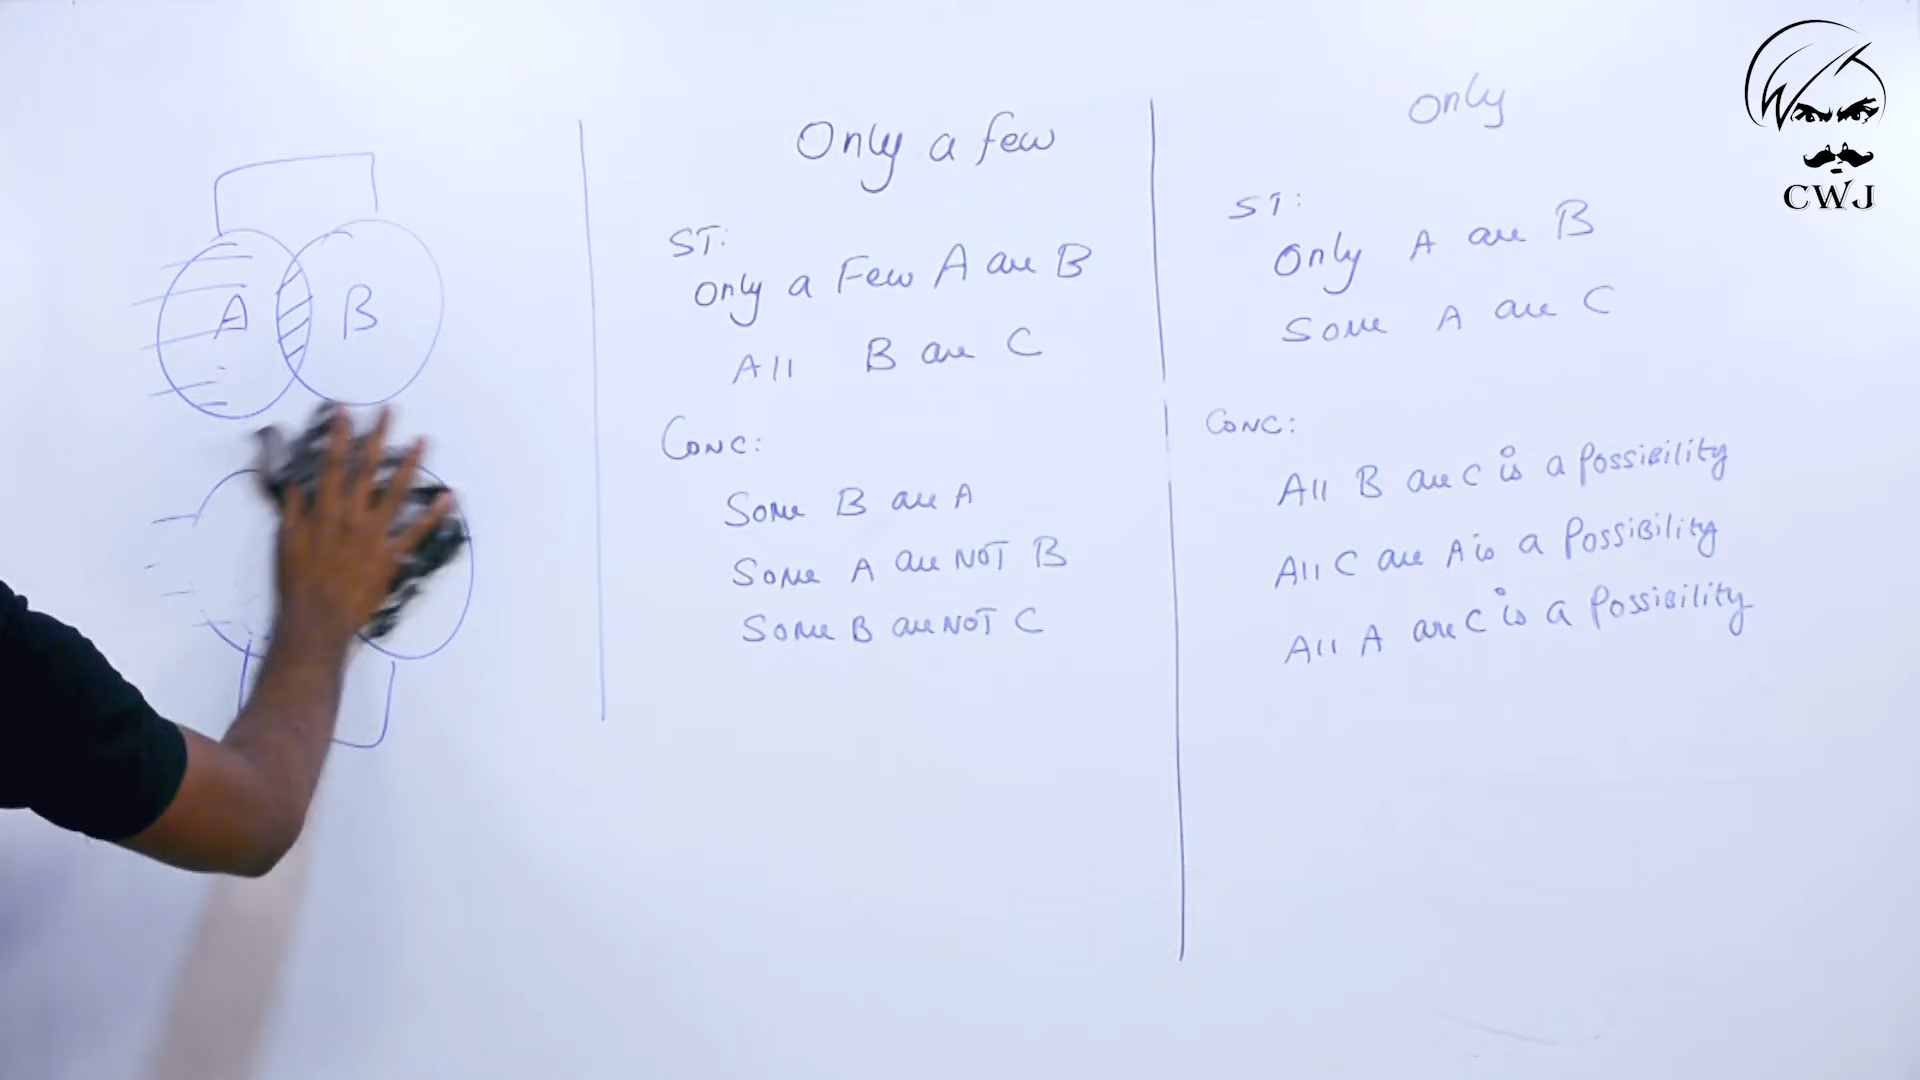 A B
Only a few
ST:
Only a Few A are B
All B are C
CONC:
Some B are A
Some A are NOT B
Some B are NOT C
Only
ST:
Only A are B
Some A are C
CONC:
All B are C is a Possibility
All C are A is a Possibility
All A are C is a Possibility
CWJ